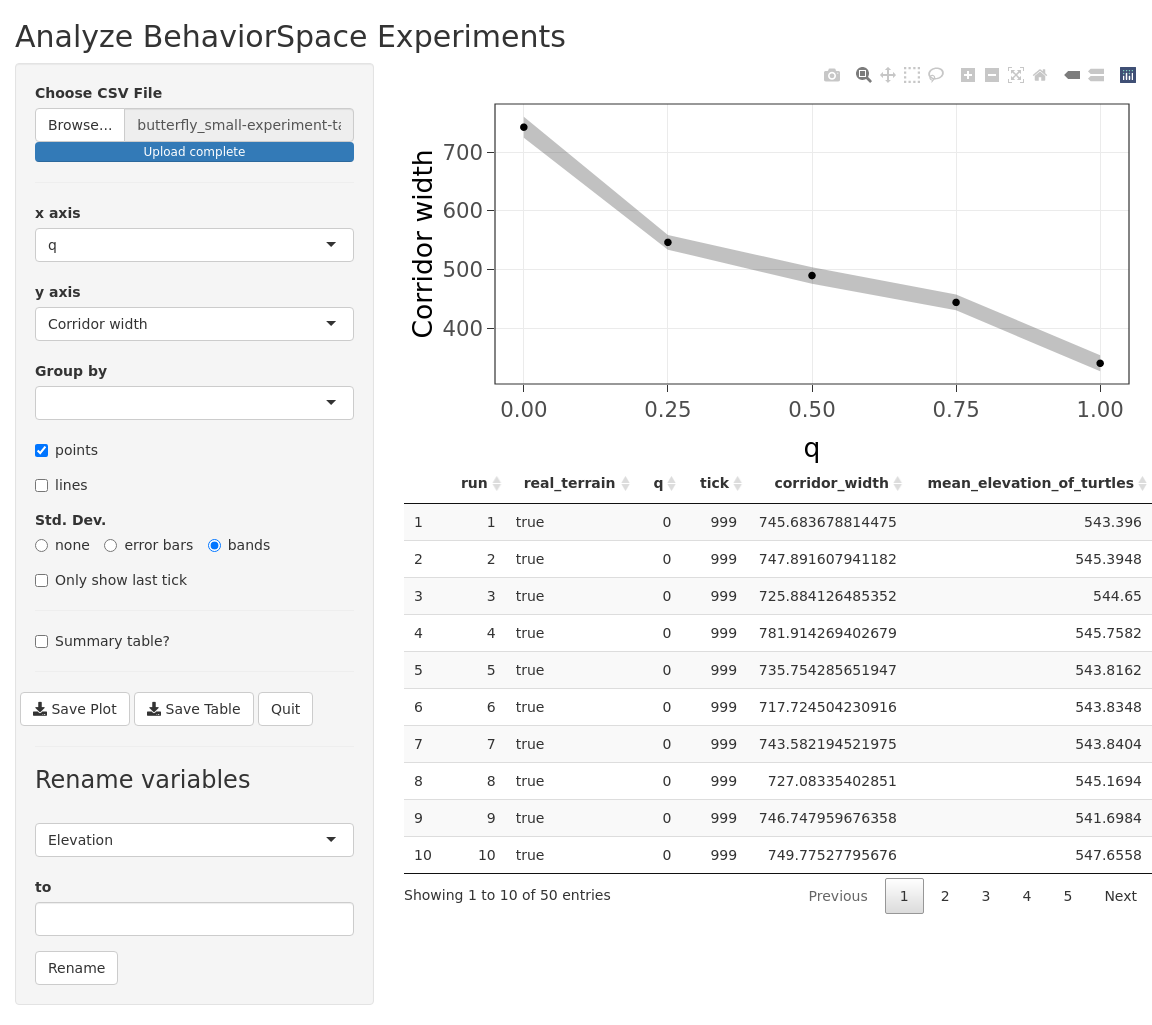 Analyze BehaviorSpace Experiments
Choose CSV File
Browse... butterfly_small-experiment-ta
Upload complete
x axis
q
y axis
Corridor width
Group by
points
lines
Std. Dev.
none error bars bands
Only show last tick
Summary table?
Save Plot Save Table Quit
Rename variables
Elevation
to
Rename
Corridor width
700
600
500
400
0.00 0.25 0.50 0.75 1.00
q
run real_terrain q tick corridor_width mean_elevation_of_turtles
1 1 true 0 999 745.683678814475 543.396
2 2 true 0 999 747.891607941182 545.3948
3 3 true 0 999 725.884126485352 544.65
4 4 true 0 999 781.914269402679 545.7582
5 5 true 0 999 735.754285651947 543.8162
6 6 true 0 999 717.724504230916 543.8348
7 7 true 0 999 743.582194521975 543.8404
8 8 true 0 999 727.08335402851 545.1694
9 9 true 0 999 746.747959676358 541.6984
10 10 true 0 999 749.77527795676 547.6558
Showing 1 to 10 of 50 entries
Previous 1 2 3 4 5 Next